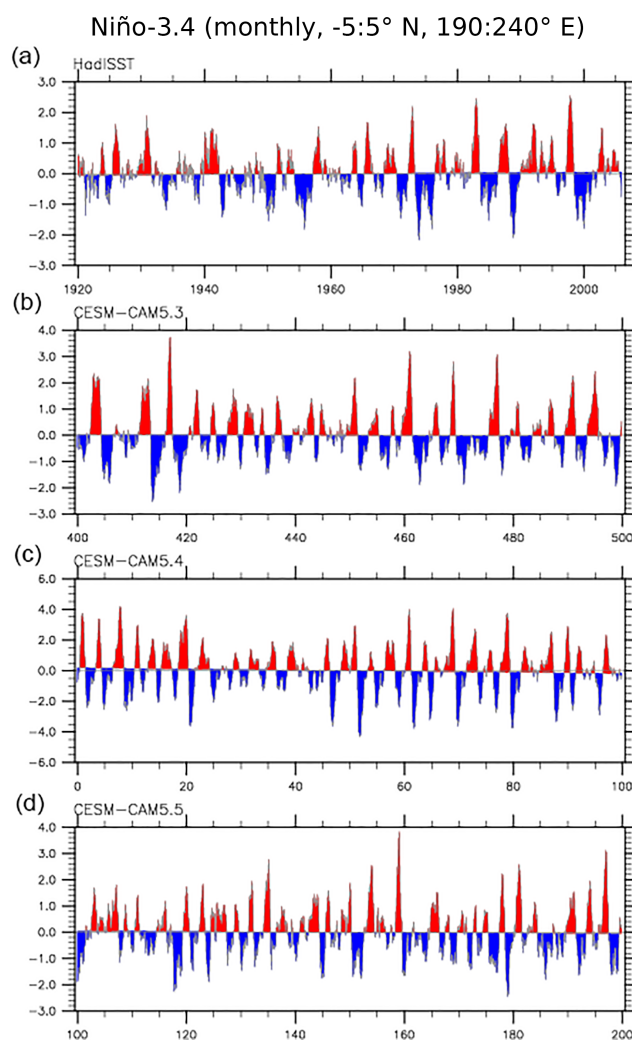 Niño-3.4 (monthly, -5:5° N, 190:240° E)
(a)
HadISST
3.0
2.0
1.0
0.0
-1.0
-2.0
-3.0
1920 1940 1960 1980 2000
(b)
CESM-CAM5.3
4.0
3.0
2.0
1.0
0.0
-1.0
-2.0
-3.0
400 420 440 460 480 500
(c)
CESM-CAM5.4
6.0
4.0
2.0
0.0
-2.0
-4.0
-6.0
0 20 40 60 80 100
(d)
CESM-CAM5.5
4.0
3.0
2.0
1.0
0.0
-1.0
-2.0
-3.0
100 120 140 160 180 200